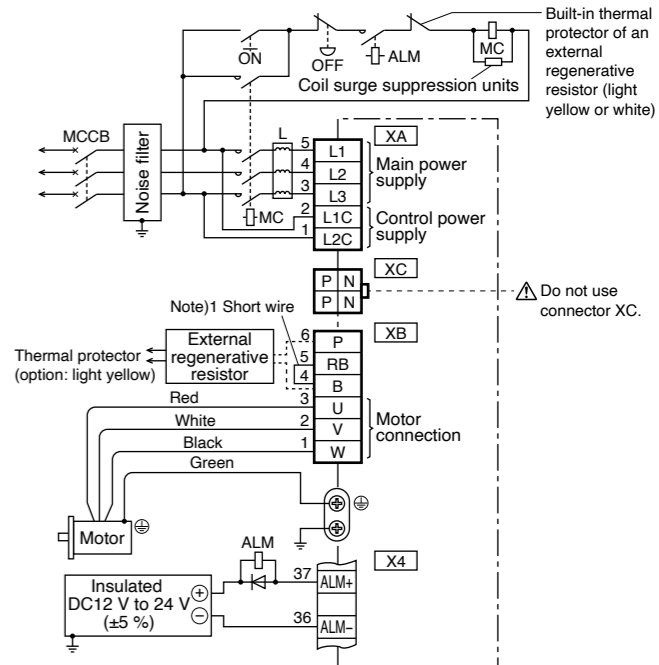 Built-in thermal
protector of an
external
regenerative
resistor (light
yellow or white)
ON
OFF
ALM
MC
Coil surge suppression units
MCCB
Noise filter
L
MC
XA
5 L1
4 L2
3 L3
2 L1C
1 L2C
Main power
supply
Control power
supply
XC
P N
P N
Do not use
connector XC.
Note)1 Short wire
XB
External
regenerative
resistor
Thermal protector
(option: light yellow)
6 P
5 RB
4 B
3 U
2 V
1 W
Red
White
Black
Green
Motor
connection
Motor
ALM
X4
Insulated
DC12 V to 24 V
(±5 %)
+
−
37 ALM+
36 ALM−